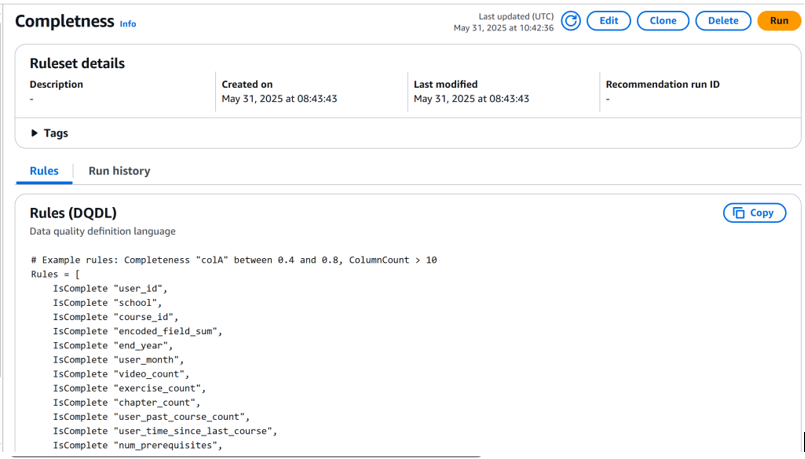 Completness Info
Last updated (UTC)
May 31, 2025 at 10:42:36
Edit
Clone
Delete
Run
Ruleset details
Description
-
Created on
May 31, 2025 at 08:43:43
Last modified
May 31, 2025 at 08:43:43
Recommendation run ID
-
Tags
Rules
Run history
Rules (DQDL)
Copy
Data quality definition language
# Example rules: Completeness "colA" between 0.4 and 0.8, ColumnCount > 10
Rules = [
IsComplete "user_id",
IsComplete "school",
IsComplete "course_id",
IsComplete "encoded_field_sum",
IsComplete "end_year",
IsComplete "user_month",
IsComplete "video_count",
IsComplete "exercise_count",
IsComplete "chapter_count",
IsComplete "user_past_course_count",
IsComplete "user_time_since_last_course",
IsComplete "num_prerequisites",